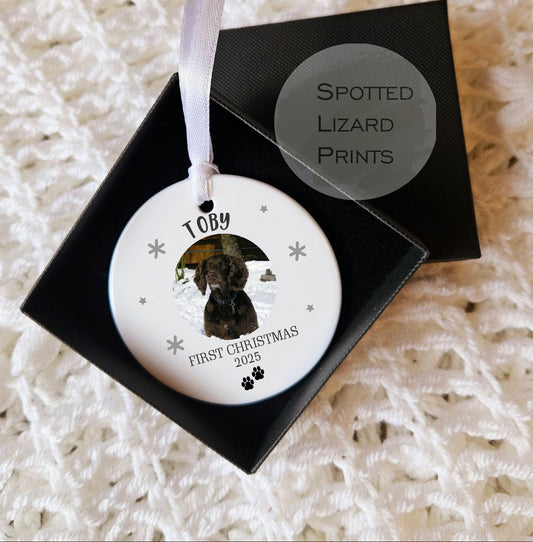 SPOTTED
LIZARD
PRINTS
TOBY
FIRST CHRISTMAS
2025